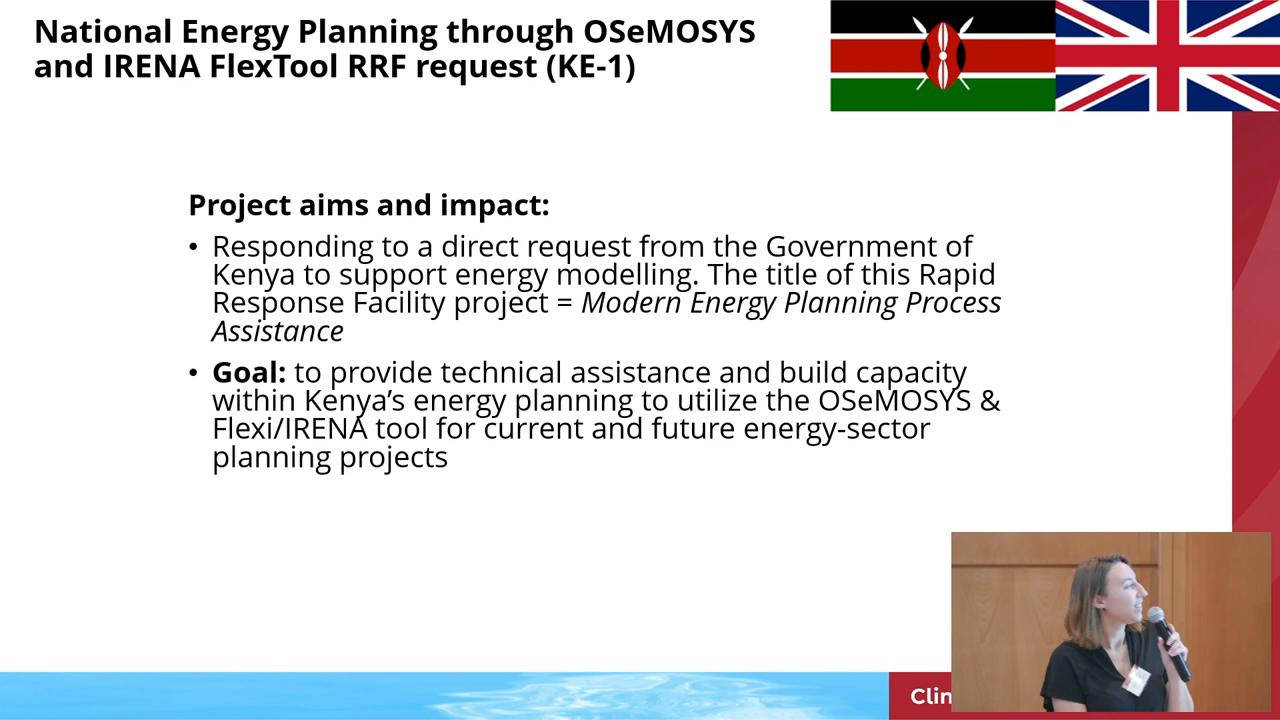 National Energy Planning through OSeMOSYS
and IRENA FlexTool RRF request (KE-1)
Project aims and impact:
• Responding to a direct request from the Government of
Kenya to support energy modelling. The title of this Rapid
Response Facility project = Modern Energy Planning Process
Assistance
• Goal: to provide technical assistance and build capacity
within Kenya’s energy planning to utilize the OSeMOSYS &
Flexi/IRENA tool for current and future energy-sector
planning projects
Clin